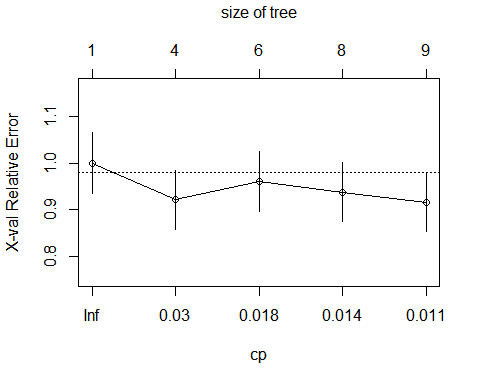 size of tree
1 4 6 8 9
X-val Relative Error
1.1
1.0
0.9
0.8
Inf 0.03 0.018 0.014 0.011
cp